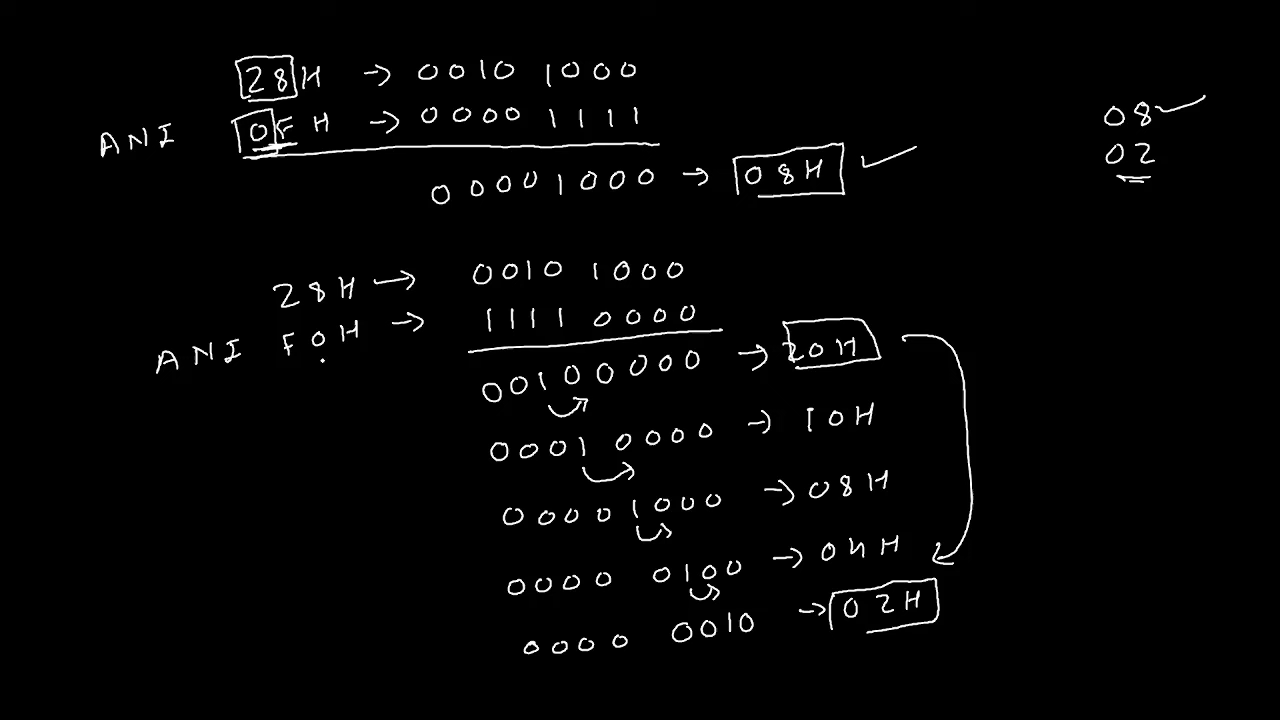 28H → 0010 1000
ANI 0FH → 0000 1111
00001000 → 08H ✓
08 ✓
02
28H → 0010 1000
ANI F0H → 1111 0000
00100000 → 20H
0001 0000 → 10H
00001000 → 08H
0000 0100 → 04H
0000 0010 → 02H